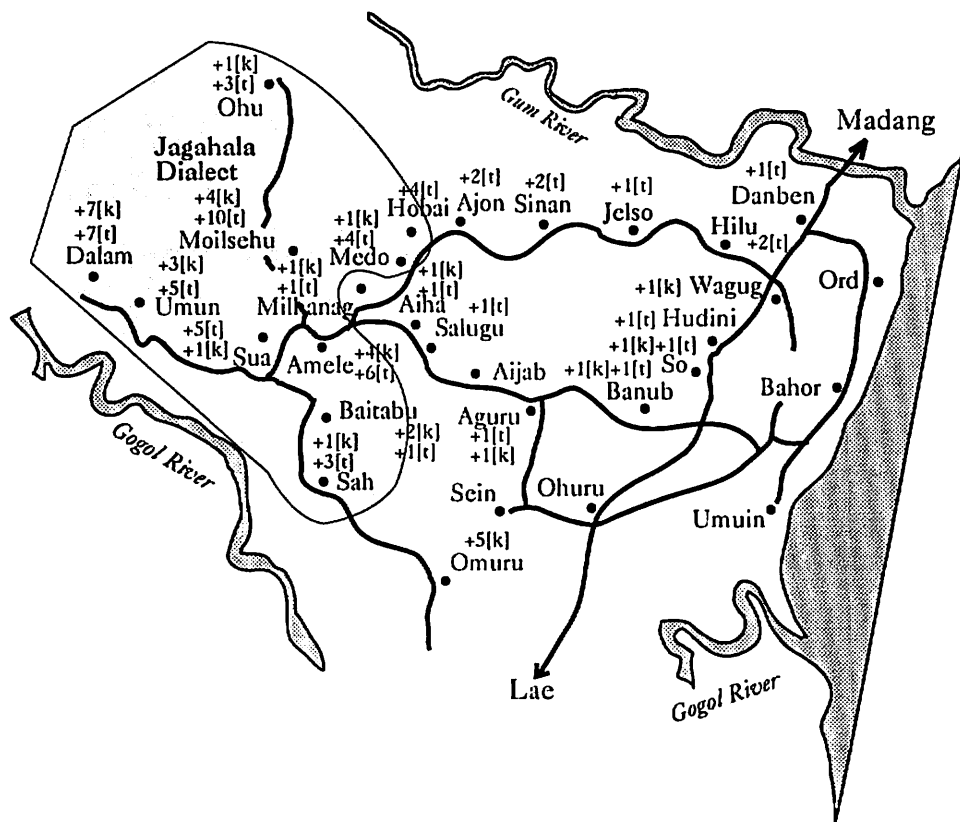 +1[k]
+3[t]
Ohu
Gum River
Madang
Jagahala
Dialect
+4[k]
+10[t]
Moilsehu
+7[k]
+7[t]
Dalam
+3[k]
+5[t]
Umun
+5[t]
+1[k]
Sua
+1[k]
+1[t]
Milhanag
+1[k]
+4[t]
Medo
+4[t]
Hobai
+2[t]
Ajon
+2[t]
Sinan
+1[t]
Jelso
+1[t]
Danben
Hilu
+2[t]
Ord
+1[k] Wagug
+1[t] Hudini
+1[k]+1[t]
So
+1[k]+1[t]
Banub
Bahor
+1[k]
+1[t]
Aiha
+1[t]
Salugu
Amele
+4[k]
+6[t]
Aijab
Aguru
+1[t]
+1[k]
Baitabu
+2[k]
+1[t]
+1[k]
+3[t]
Sah
Sein
Ohuru
Umuin
+5[k]
Omuru
Gogol River
Lae
Gogol River